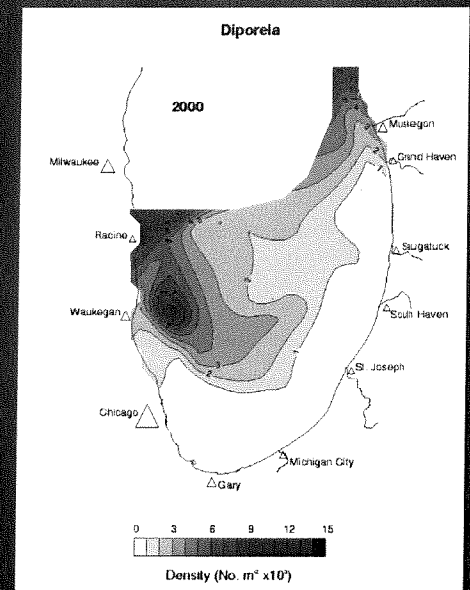 Diporeia
2000
Muskegon
Milwaukee
Grand Haven
Racine
Saugatuck
Waukegan
South Haven
St. Joseph
Chicago
Michigan City
Gary
0 3 6 9 12 15
Density (No. m² x10³)